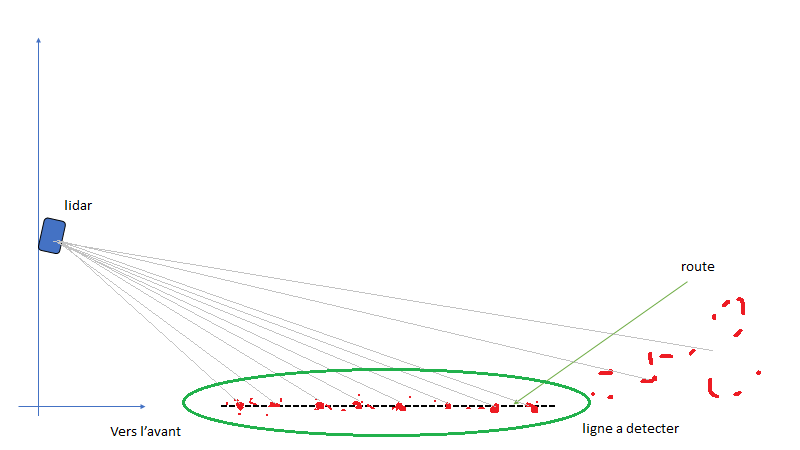 lidar
route
Vers l'avant
ligne a detecter